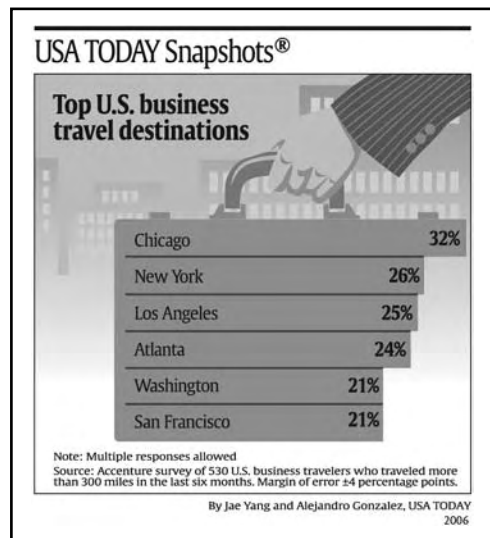 USA TODAY Snapshots®
Top U.S. business
travel destinations
Chicago 32%
New York 26%
Los Angeles 25%
Atlanta 24%
Washington 21%
San Francisco 21%
Note: Multiple responses allowed
Source: Accenture survey of 530 U.S. business travelers who traveled more
than 300 miles in the last six months. Margin of error ±4 percentage points.
By Jae Yang and Alejandro Gonzalez, USA TODAY
2006